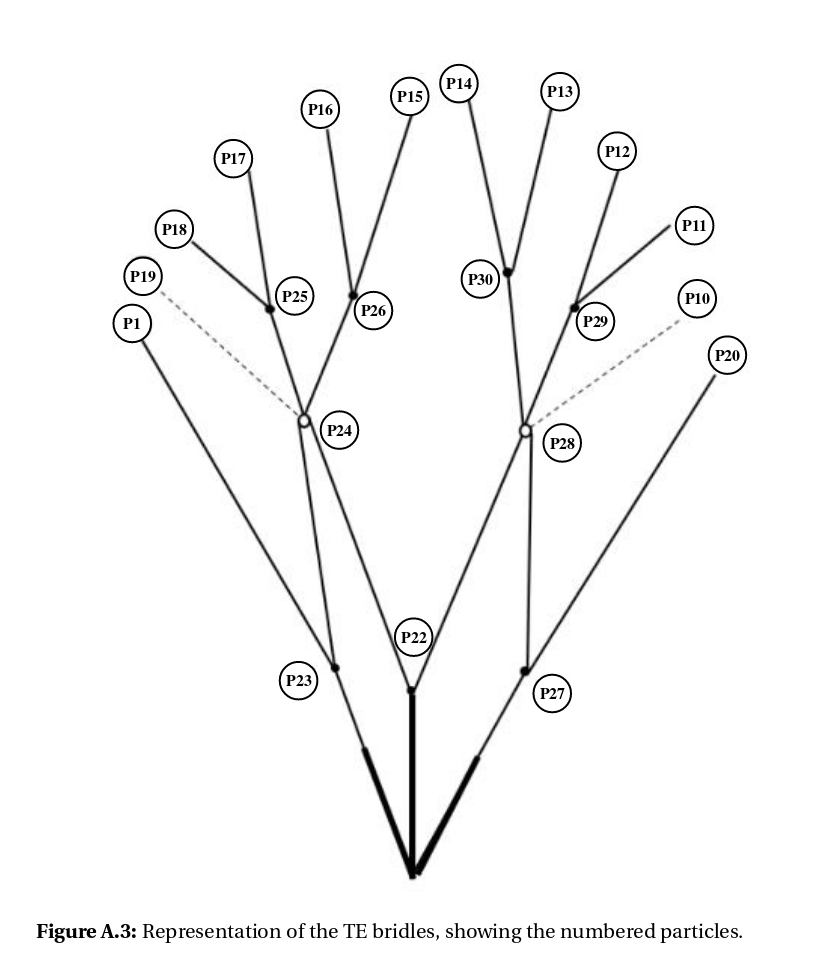 P14
P13
P15
P16
P12
P17
P11
P18
P19
P30
P25
P10
P26
P29
P1
P20
P24
P28
P22
P23
P27
Figure A.3: Representation of the TE bridles, showing the numbered particles.